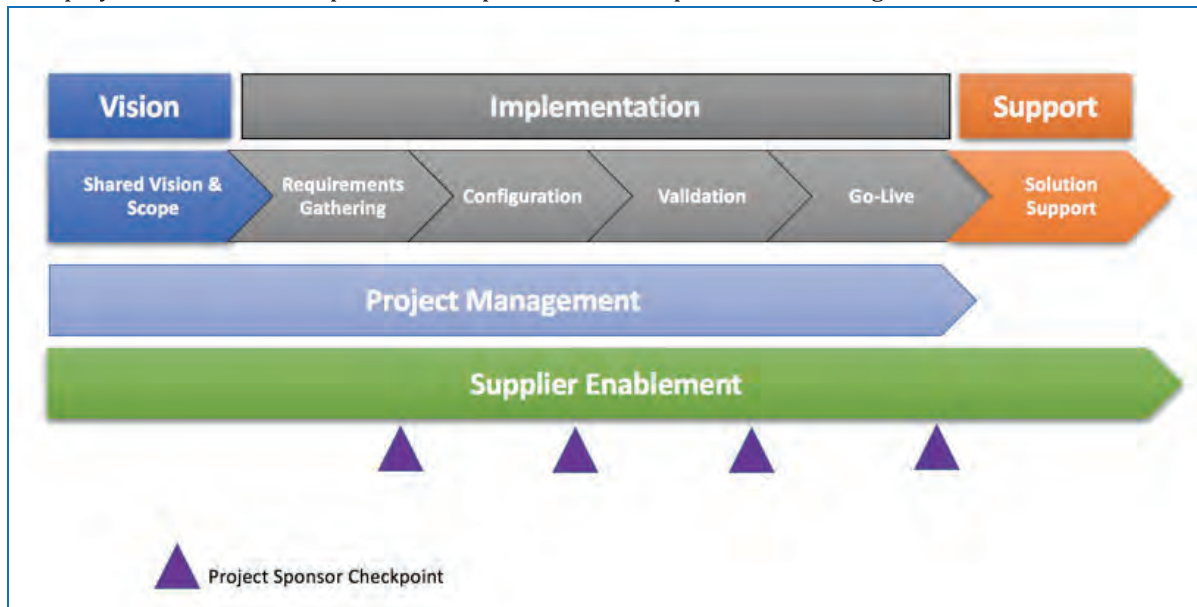 Vision
Implementation
Support
Shared Vision &
Scope
Requirements
Gathering
Configuration
Validation
Go-Live
Solution
Support
Project Management
Supplier Enablement
Project Sponsor Checkpoint